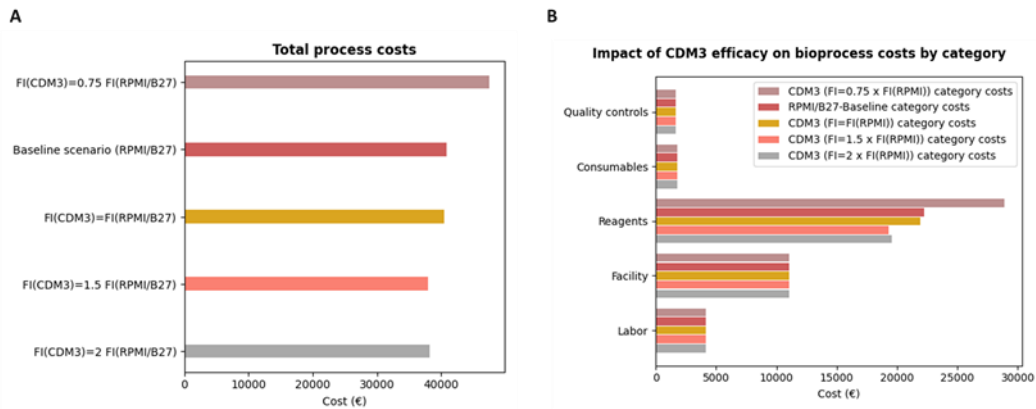 A
Total process costs
FI(CDM3)=0.75 FI(RPMI/B27)
Baseline scenario (RPMI/B27)
FI(CDM3)=FI(RPMI/B27)
FI(CDM3)=1.5 FI(RPMI/B27)
FI(CDM3)=2 FI(RPMI/B27)
0 10000 20000 30000 40000
Cost (€)
B
Impact of CDM3 efficacy on bioprocess costs by category
CDM3 (FI=0.75 x FI(RPMI)) category costs
RPMI/B27-Baseline category costs
CDM3 (FI=FI(RPMI)) category costs
CDM3 (FI=1.5 x FI(RPMI)) category costs
CDM3 (FI=2 x FI(RPMI)) category costs
Quality controls
Consumables
Reagents
Facility
Labor
0 5000 10000 15000 20000 25000 30000
Cost (€)